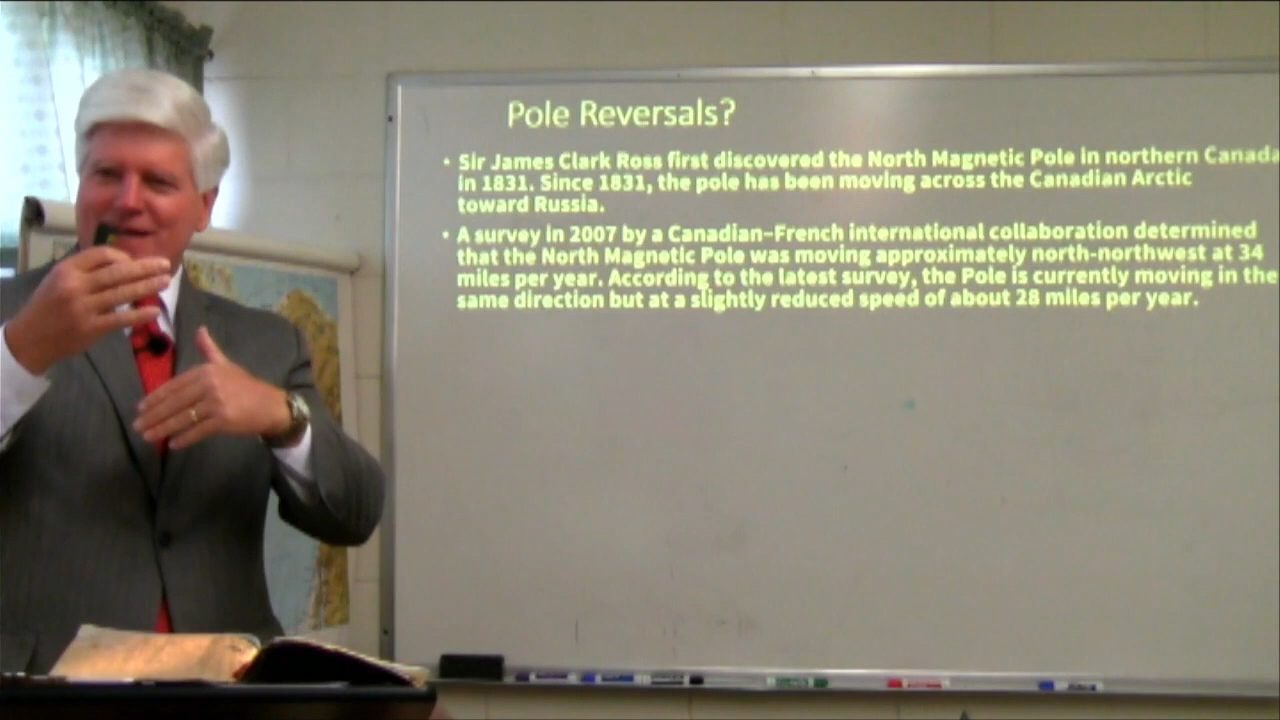 Pole Reversals?
• Sir James Clark Ross first discovered the North Magnetic Pole in northern Canada
in 1831. Since 1831, the pole has been moving across the Canadian Arctic
toward Russia.
• A survey in 2007 by a Canadian–French international collaboration determined
that the North Magnetic Pole was moving approximately north-northwest at 34
miles per year. According to the latest survey, the Pole is currently moving in the
same direction but at a slightly reduced speed of about 28 miles per year.